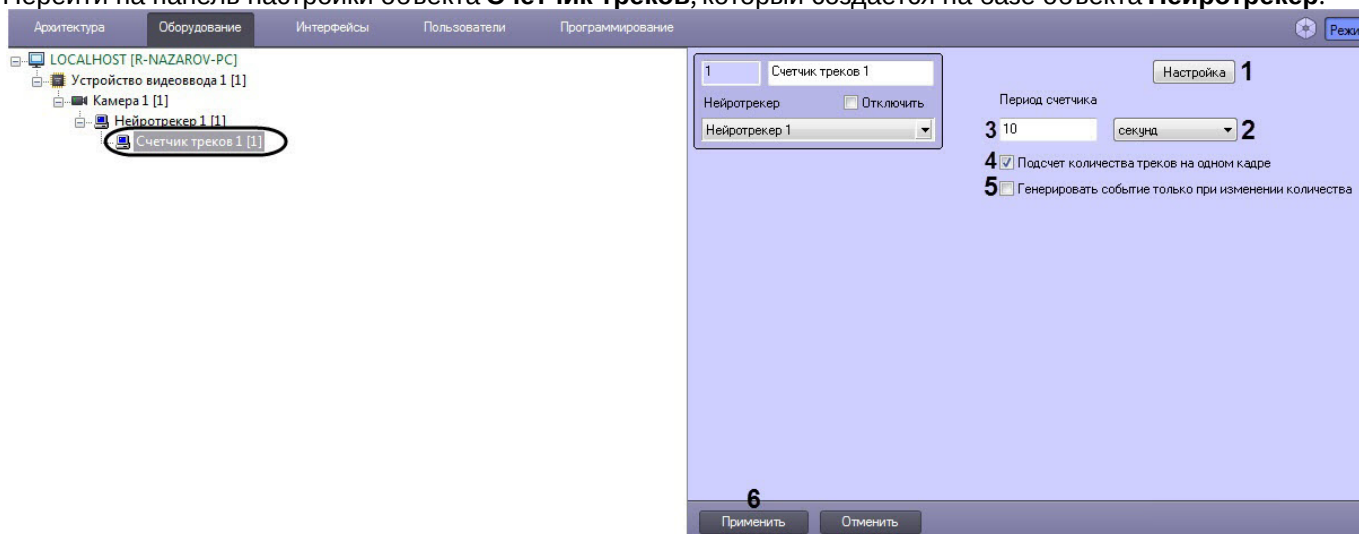 Перейти на панель настройки объекта Счетчик треков, который создается на базе объекта Нейротрекер.
Архитектура Оборудование Интерфейсы Пользователи Программирование Режи
LOCALHOST [R-NAZAROV-PC]
Устройство видеоввода 1 [1]
Камера 1 [1]
Нейротрекер 1 [1]
Счетчик треков 1 [1]
1 Счетчик треков 1
Нейротрекер Отключить
Нейротрекер 1
Настройка 1
Период счетчика
3 10 секунд 2
4 Подсчет количества треков на одном кадре
5 Генерировать событие только при изменении количества
6
Применить Отменить